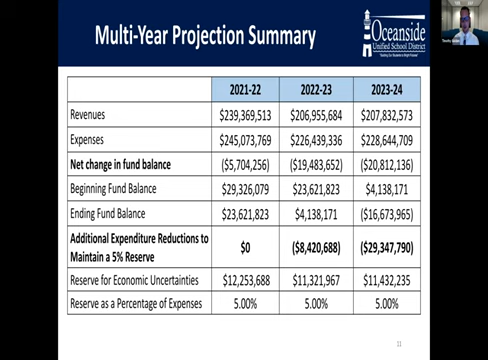 Multi-Year Projection Summary
Oceanside
Unified School District
2021-22 2022-23 2023-24
Revenues $239,369,513 $206,955,684 $207,832,573
Expenses $245,073,769 $226,439,336 $228,644,709
Net change in fund balance ($5,704,256) ($19,483,652) ($20,812,136)
Beginning Fund Balance $29,326,079 $23,621,823 $4,138,171
Ending Fund Balance $23,621,823 $4,138,171 ($16,673,965)
Additional Expenditure Reductions to
Maintain a 5% Reserve $0 ($8,420,688) ($29,347,790)
Reserve for Economic Uncertainties $12,253,688 $11,321,967 $11,432,235
Reserve as a Percentage of Expenses 5.00% 5.00% 5.00%
11